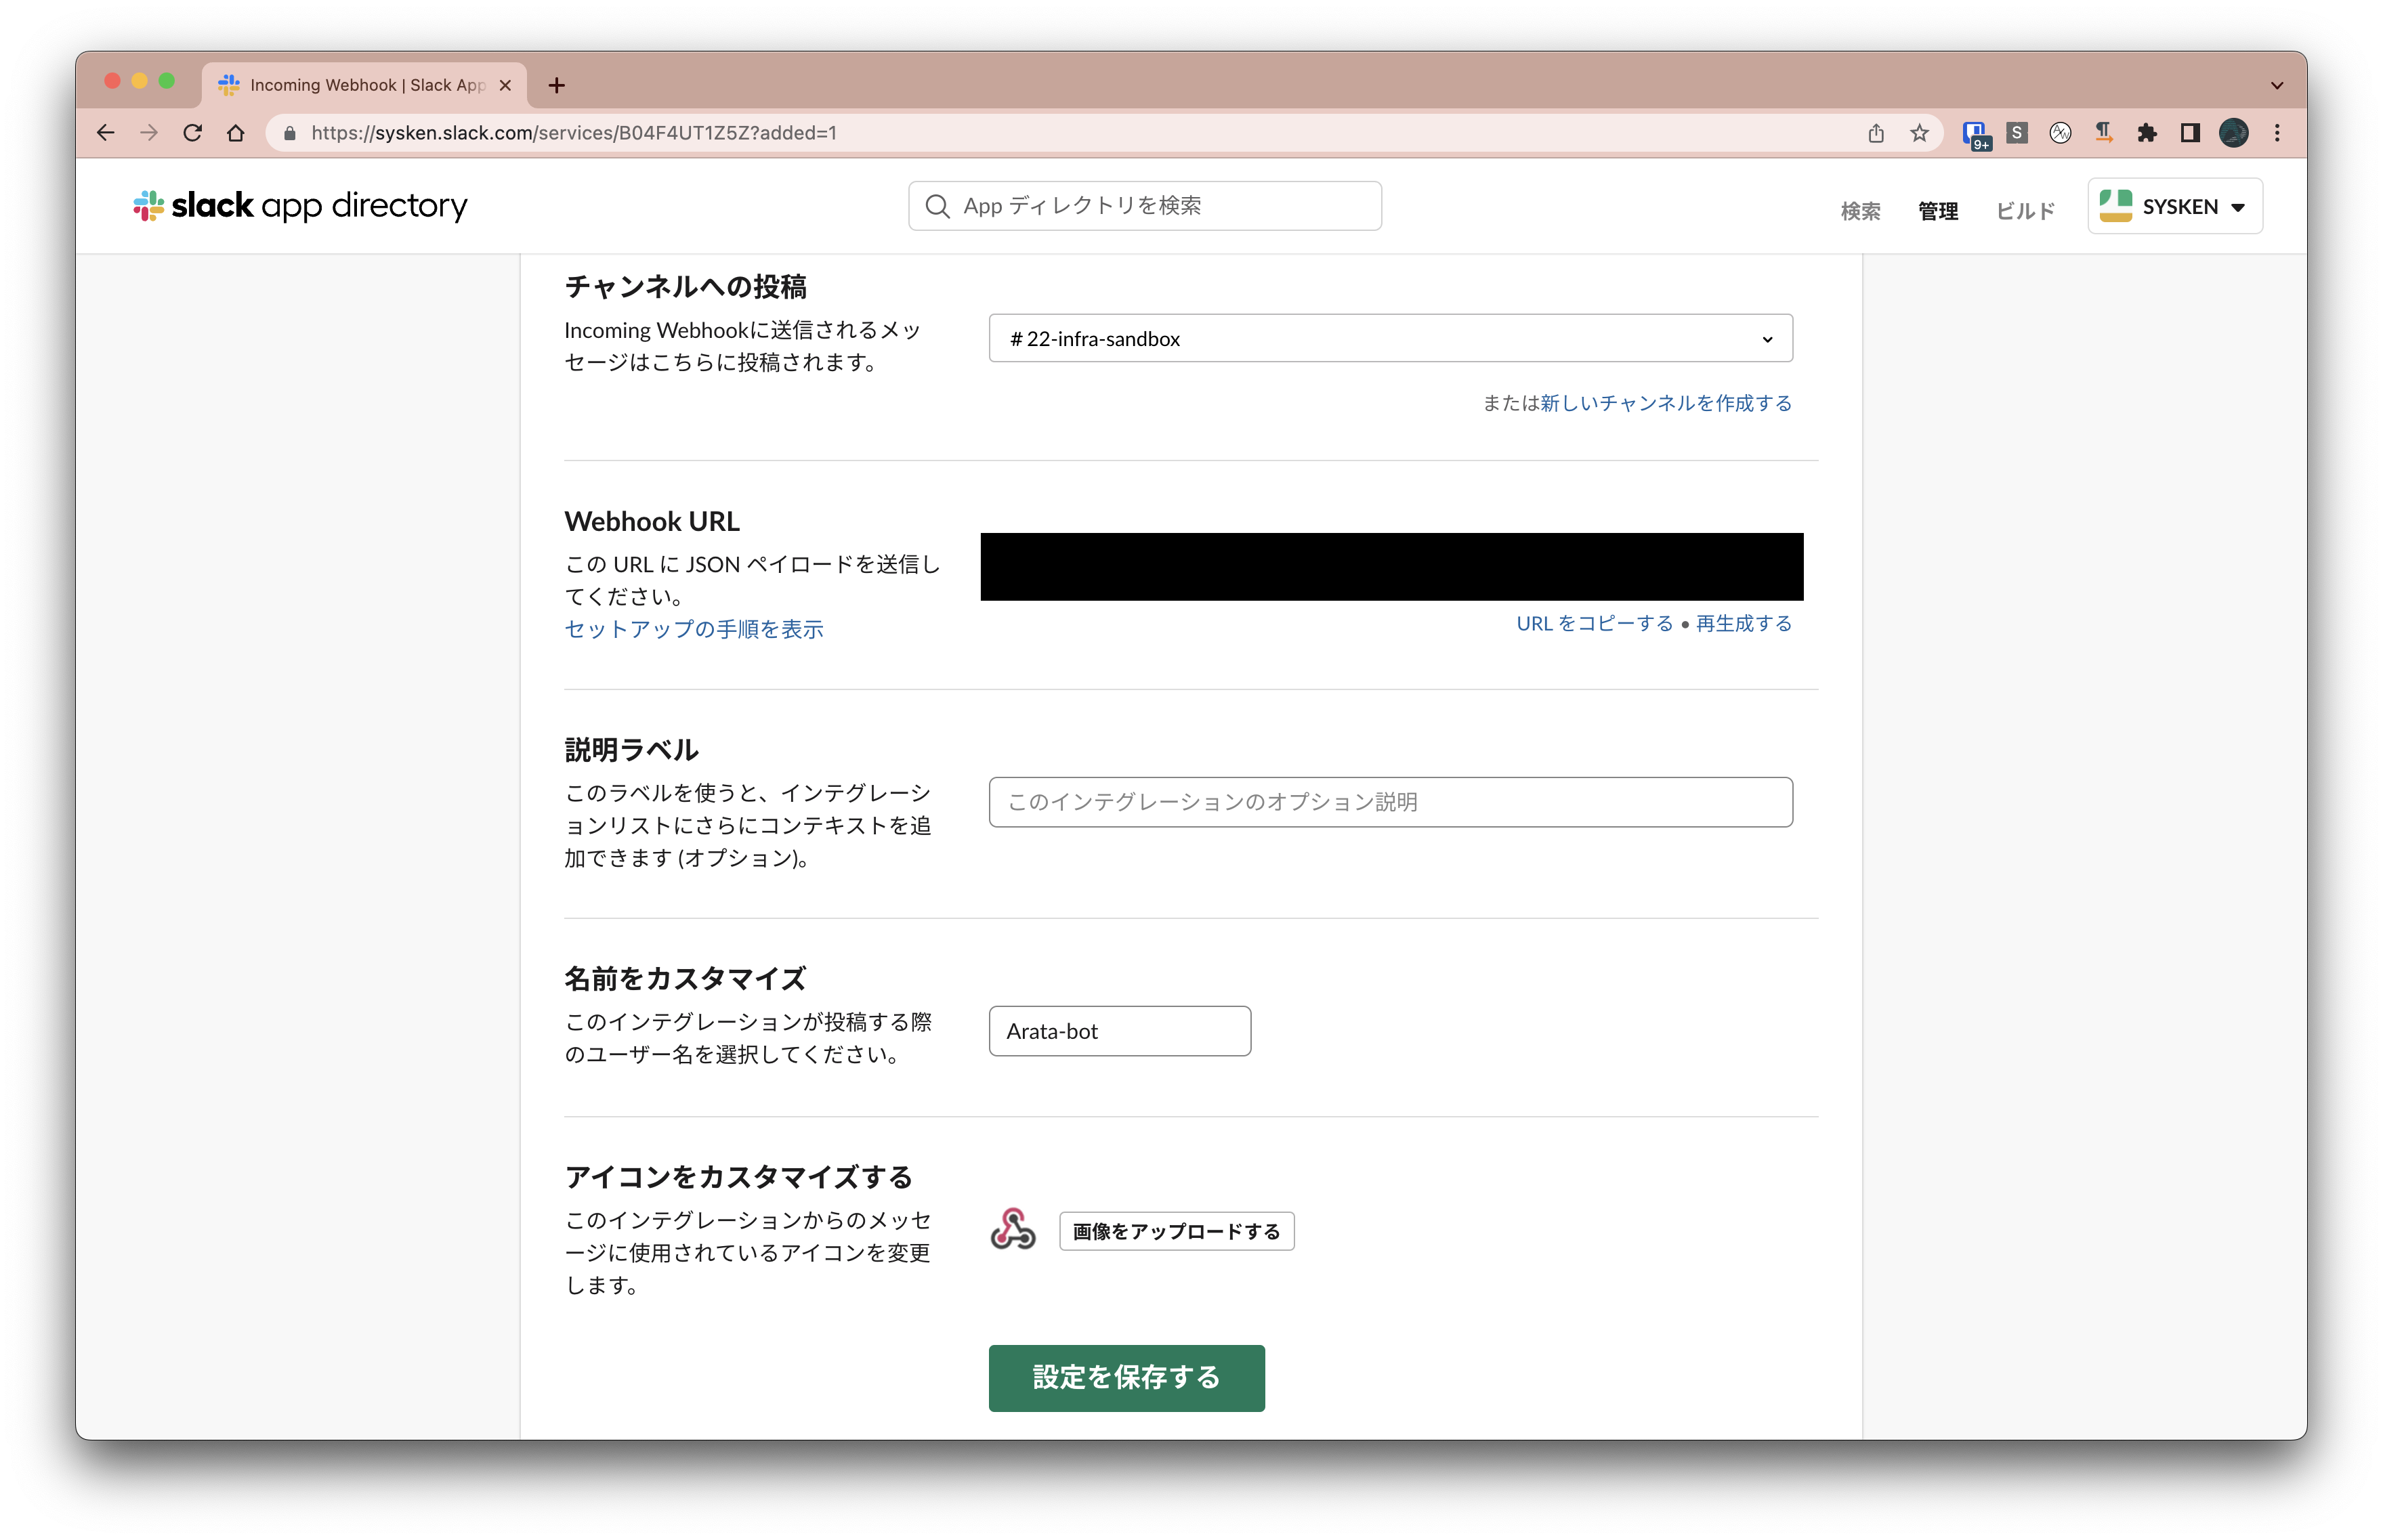 Incoming Webhook | Slack App
https://sysken.slack.com/services/B04F4UT1Z5Z?added=1
9+
S
slack app directory
App ディレクトリを検索
検索
管理
ビルド
SYSKEN
チャンネルへの投稿
Incoming Webhookに送信されるメッ
セージはこちらに投稿されます。
# 22-infra-sandbox
または新しいチャンネルを作成する
Webhook URL
この URL に JSON ペイロードを送信し
てください。
セットアップの手順を表示
URL をコピーする • 再生成する
説明ラベル
このラベルを使うと、インテグレーシ
ョンリストにさらにコンテキストを追
加できます (オプション)。
このインテグレーションのオプション説明
名前をカスタマイズ
このインテグレーションが投稿する際
のユーザー名を選択してください。
Arata-bot
アイコンをカスタマイズする
このインテグレーションからのメッセ
ージに使用されているアイコンを変更
します。
画像をアップロードする
設定を保存する